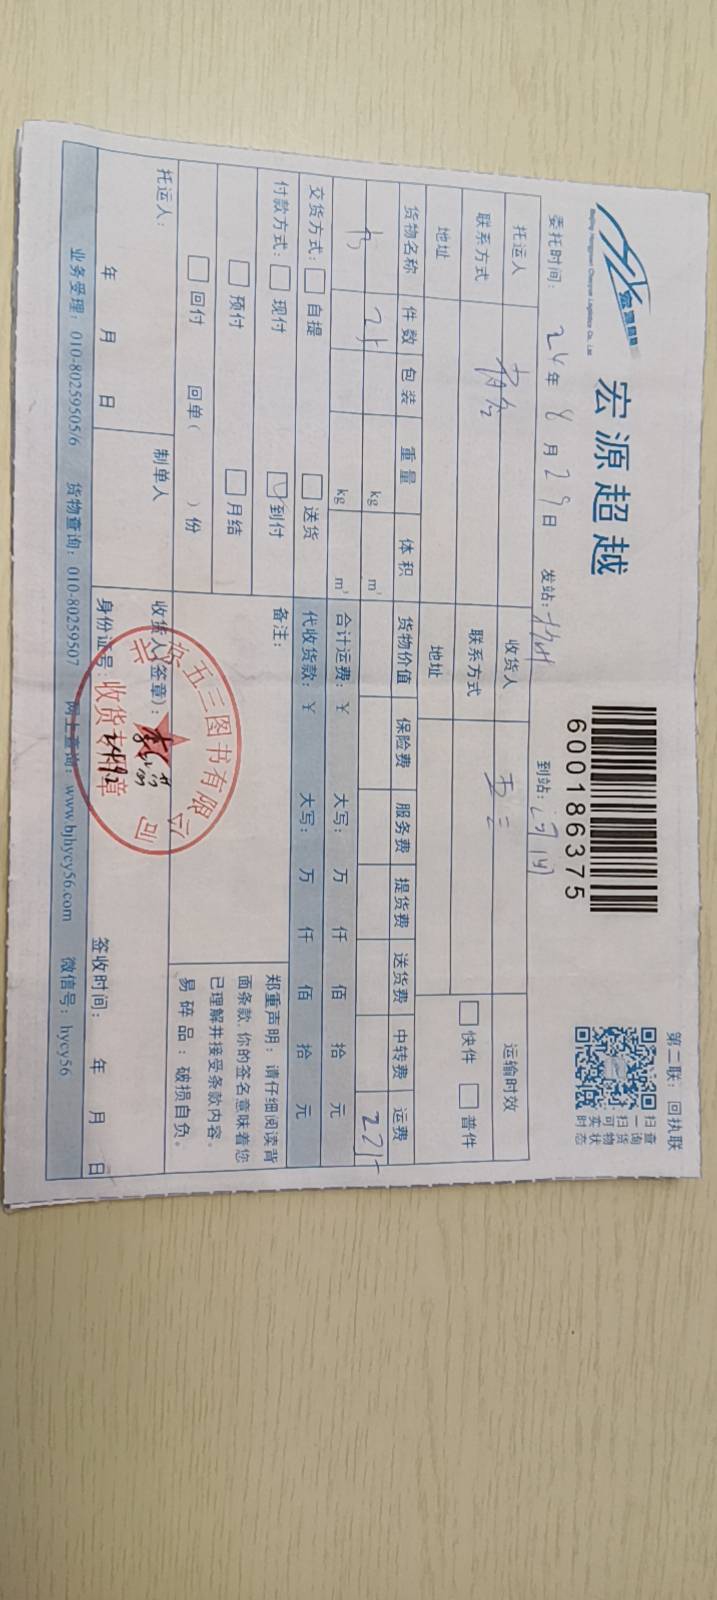 宏源超越
第二联：回执联
600186375
扫一扫可实时
查询货物状态
委托时间：24年8月29日 发站： 到站：
托运人 收货人 五三 运输时效
联系方式 联系方式 快件 普件
地址 地址
货物名称 件数 包装 重量 体积 货物价值 保险费 服务费 提货费 送货费 中转费 运费
书 kg m³
kg m³ 合计运费：￥ 大写： 万 仟 佰 拾 元
交货方式： 自提 送货 代收货款：￥ 大写： 万 仟 佰 拾 元
付款方式： 现付 到付 备注：
预付 月结
回付 回单（ ）份
郑重声明：请仔细阅读背
面条款，你的签名意味着您
已理解并接受条款内容。
易碎品：破损自负。
托运人： 制单人 收货人（签章）：
年 月 日 身份证号： 签收时间： 年 月 日
北京五三图书有限公司
收货专用章
业务受理：010-80259505/6 货物查询：010-80259507 网上查询：www.bjhycy56.com 微信号：hycy56